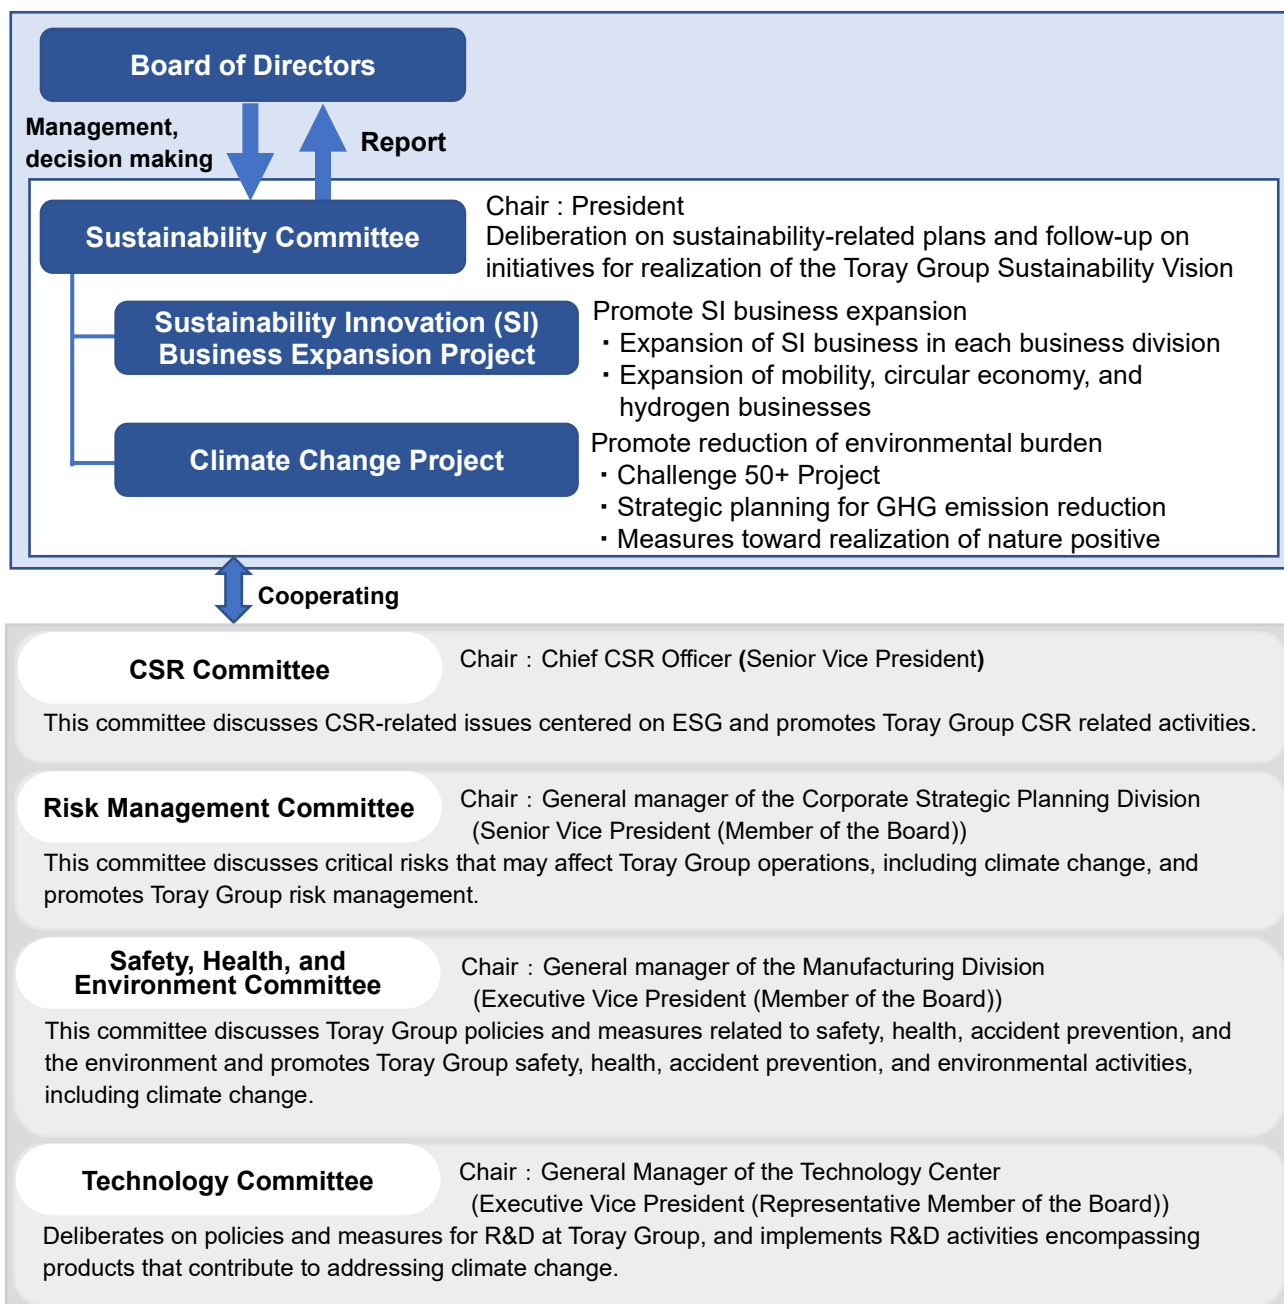 Board of Directors
Management,
decision making
Report
Sustainability Committee
Chair : President
Deliberation on sustainability-related plans and follow-up on
initiatives for realization of the Toray Group Sustainability Vision
Sustainability Innovation (SI)
Business Expansion Project
Promote SI business expansion
・Expansion of SI business in each business division
・Expansion of mobility, circular economy, and
hydrogen businesses
Climate Change Project
Promote reduction of environmental burden
・Challenge 50+ Project
・Strategic planning for GHG emission reduction
・Measures toward realization of nature positive
Cooperating
CSR Committee
Chair：Chief CSR Officer (Senior Vice President)
This committee discusses CSR-related issues centered on ESG and promotes Toray Group CSR related activities.
Risk Management Committee
Chair：General manager of the Corporate Strategic Planning Division
(Senior Vice President (Member of the Board))
This committee discusses critical risks that may affect Toray Group operations, including climate change, and
promotes Toray Group risk management.
Safety, Health, and
Environment Committee
Chair：General manager of the Manufacturing Division
(Executive Vice President (Member of the Board))
This committee discusses Toray Group policies and measures related to safety, health, accident prevention, and
the environment and promotes Toray Group safety, health, accident prevention, and environmental activities,
including climate change.
Technology Committee
Chair：General Manager of the Technology Center
(Executive Vice President (Representative Member of the Board))
Deliberates on policies and measures for R&D at Toray Group, and implements R&D activities encompassing
products that contribute to addressing climate change.